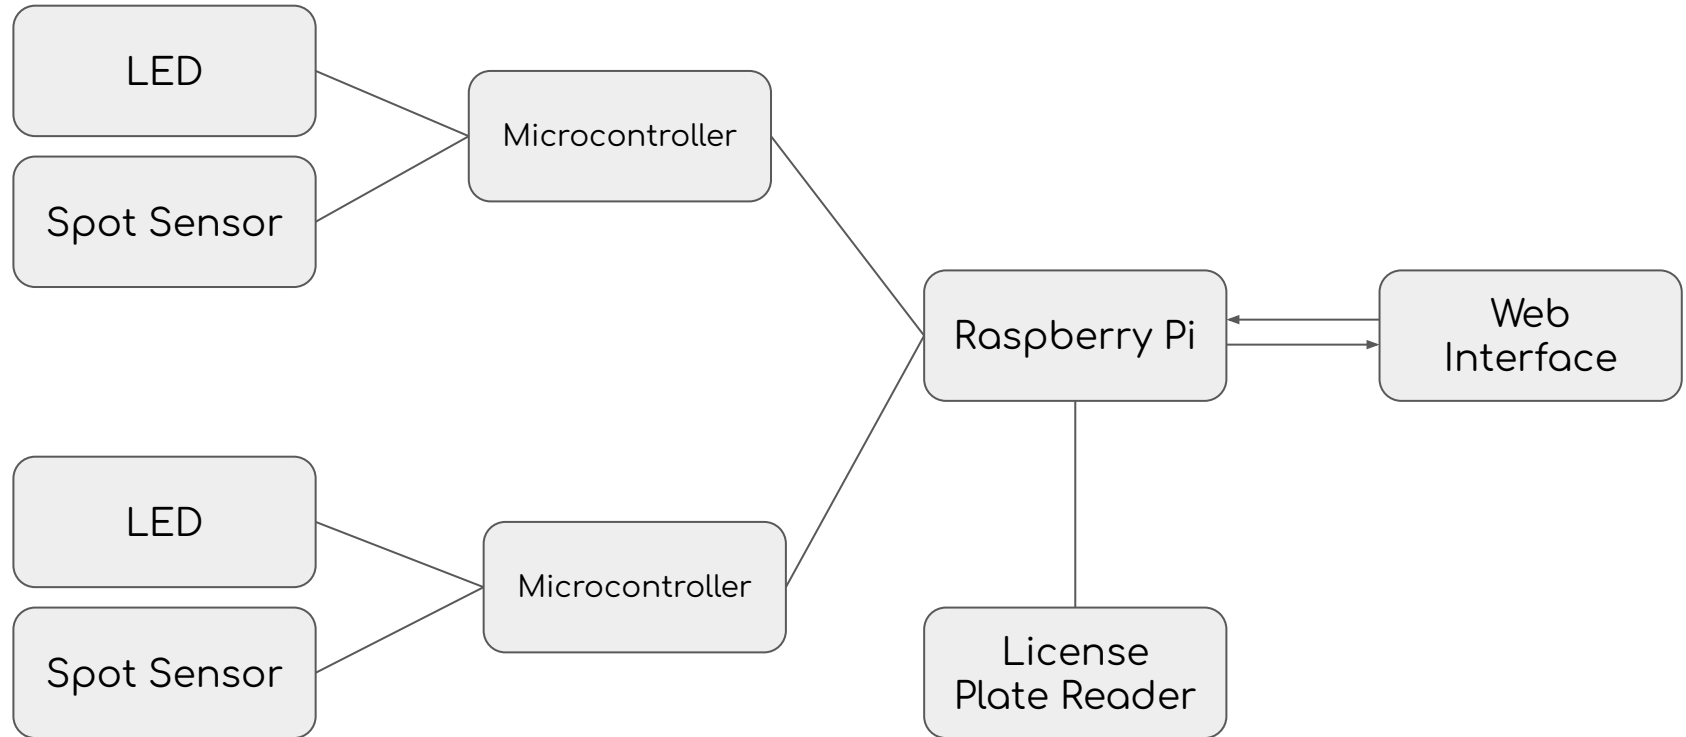 LED
Microcontroller
Spot Sensor
Raspberry Pi
Web
Interface
LED
Microcontroller
Spot Sensor
License
Plate Reader